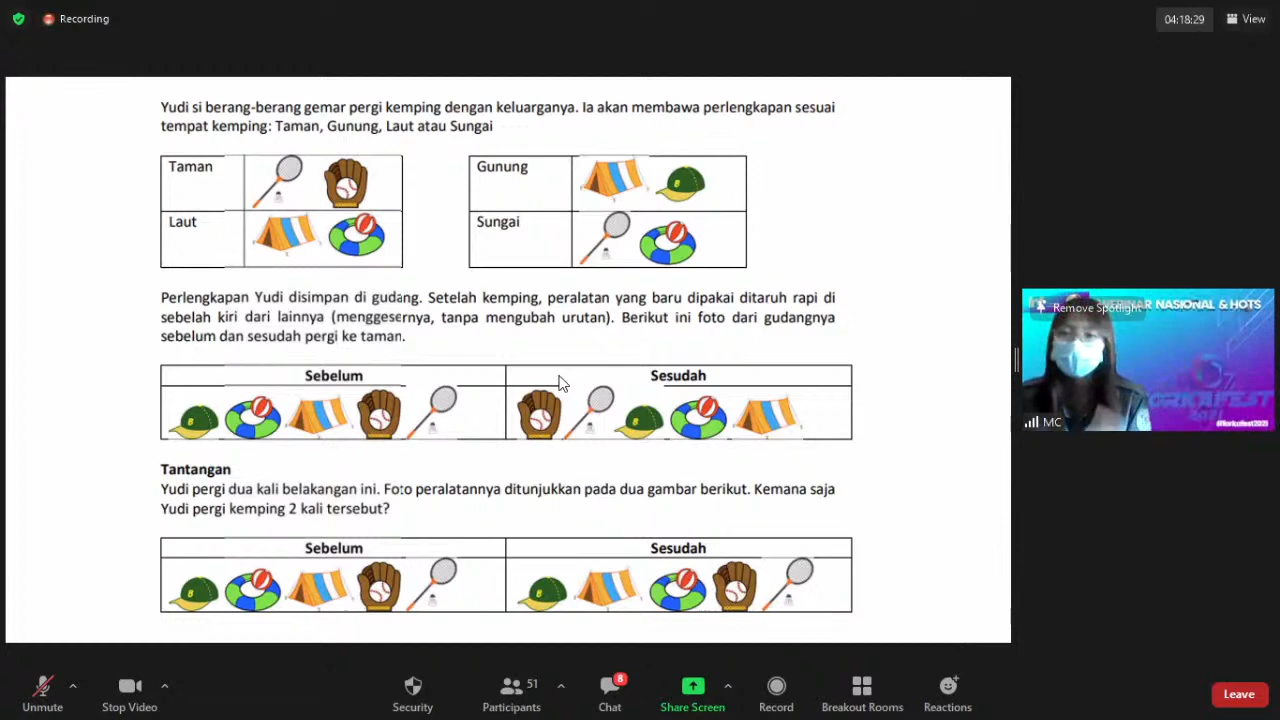 Recording
04:18:29
View
Yudi si berang-berang gemar pergi kemping dengan keluarganya. Ia akan membawa perlengkapan sesuai
tempat kemping: Taman, Gunung, Laut atau Sungai
Taman
Gunung
Laut
Sungai
Perlengkapan Yudi disimpan di gudang. Setelah kemping, peralatan yang baru dipakai ditaruh rapi di
sebelah kiri dari lainnya (menggesernya, tanpa mengubah urutan). Berikut ini foto dari gudangnya
sebelum dan sesudah pergi ke taman.
Sebelum
Sesudah
Tantangan
Yudi pergi dua kali belakangan ini. Foto peralatannya ditunjukkan pada dua gambar berikut. Kemana saja
Yudi pergi kemping 2 kali tersebut?
Sebelum
Sesudah
NASIONAL & HOTS
Remove Spotlight
MC
Unmute
Stop Video
Security
51
Participants
8
Chat
Share Screen
Record
Breakout Rooms
Reactions
Leave